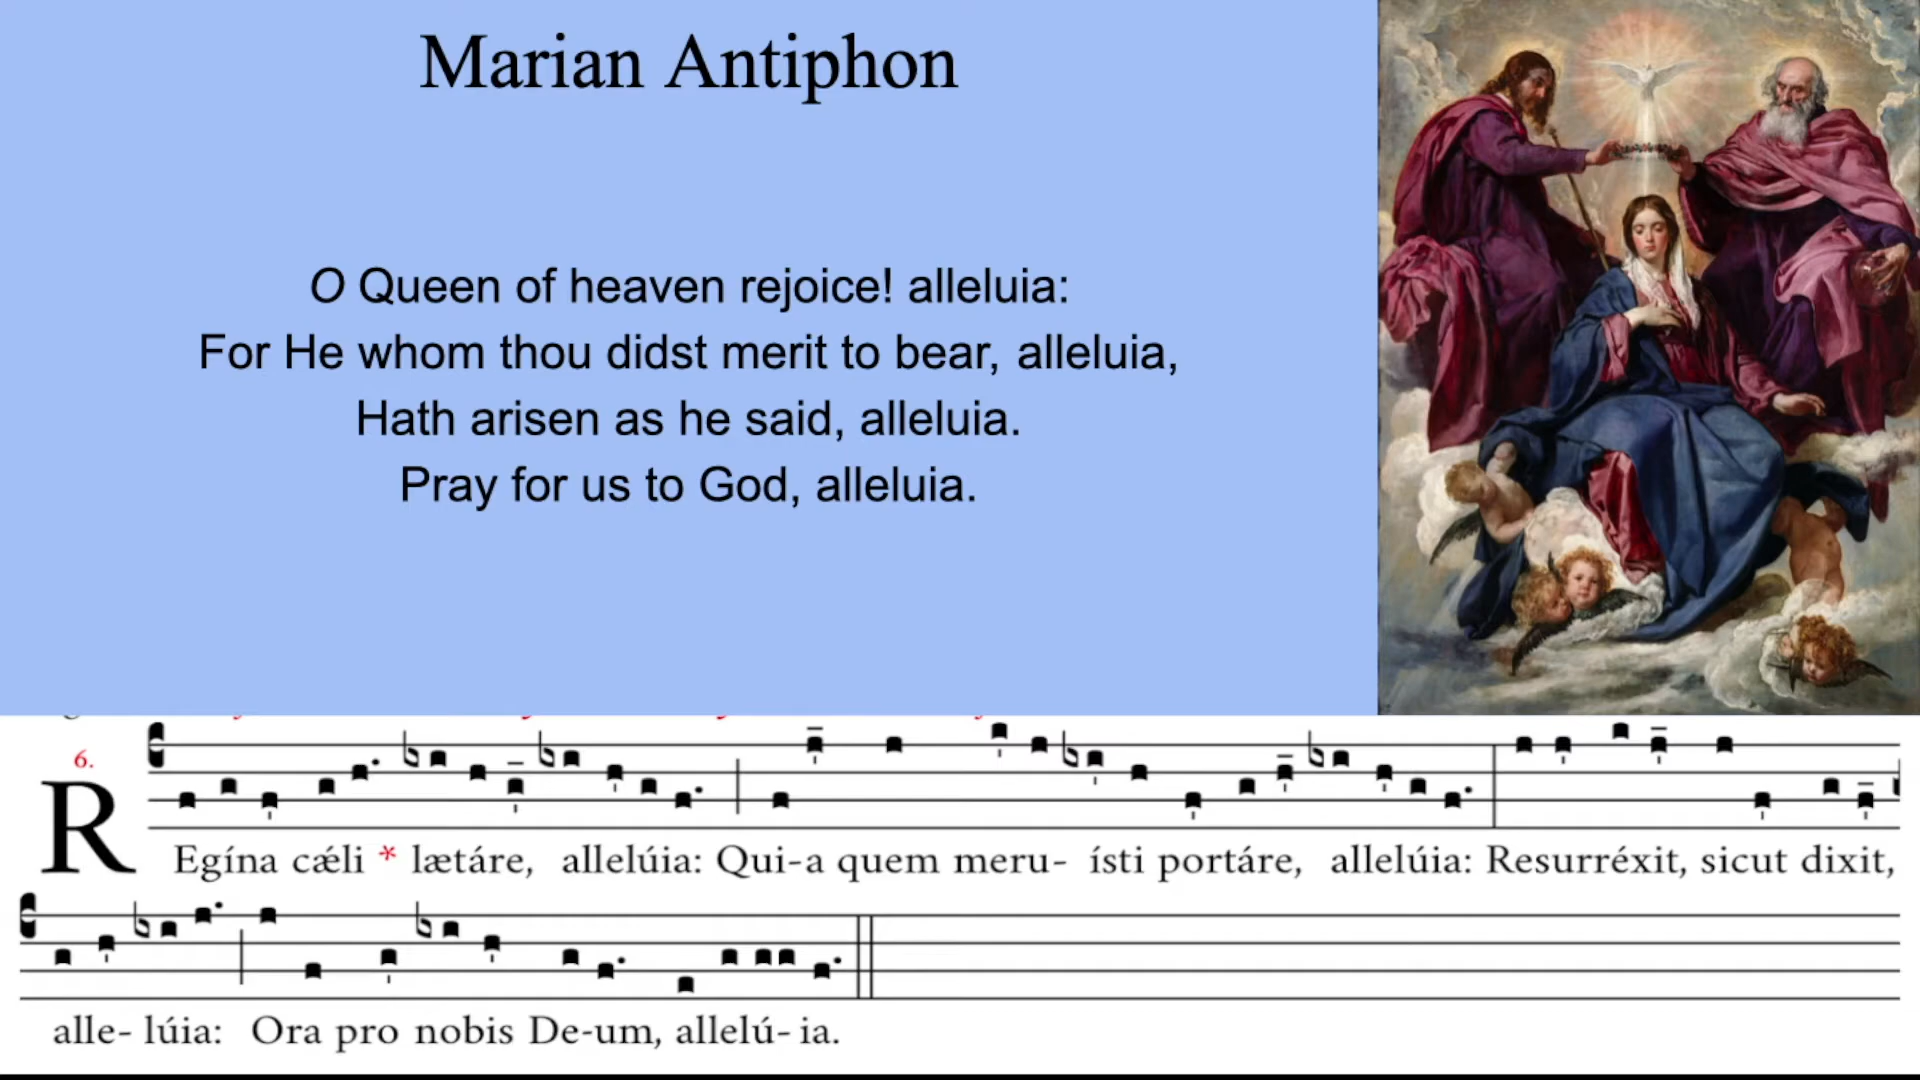 Marian Antiphon
O Queen of heaven rejoice! alleluia:
For He whom thou didst merit to bear, alleluia,
Hath arisen as he said, alleluia.
Pray for us to God, alleluia.
6.
REgína cǽli * lætáre, allelúia: Qui-a quem meru- ísti portáre, allelúia: Resurréxit, sicut dixit,
alle- lúia: Ora pro nobis De-um, allelú- ia.